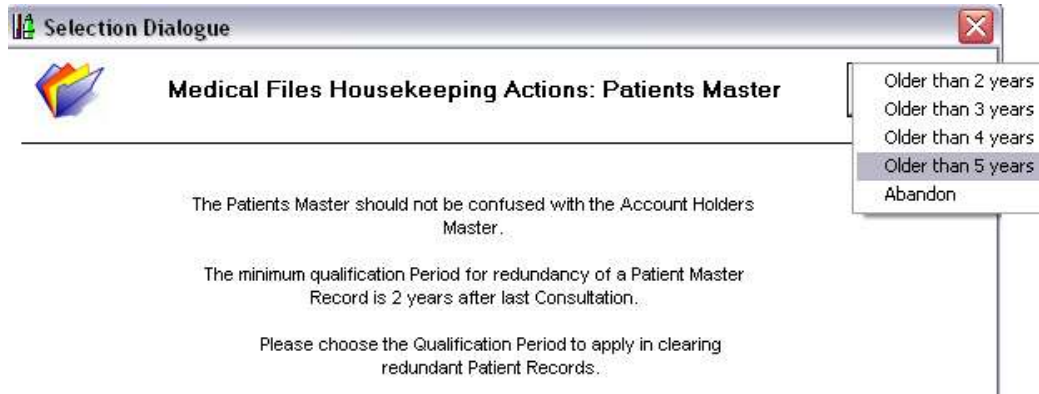 Selection Dialogue
Medical Files Housekeeping Actions: Patients Master
Older than 2 years
Older than 3 years
Older than 4 years
Older than 5 years
Abandon
The Patients Master should not be confused with the Account Holders
Master.
The minimum qualification Period for redundancy of a Patient Master
Record is 2 years after last Consultation.
Please choose the Qualification Period to apply in clearing
redundant Patient Records.